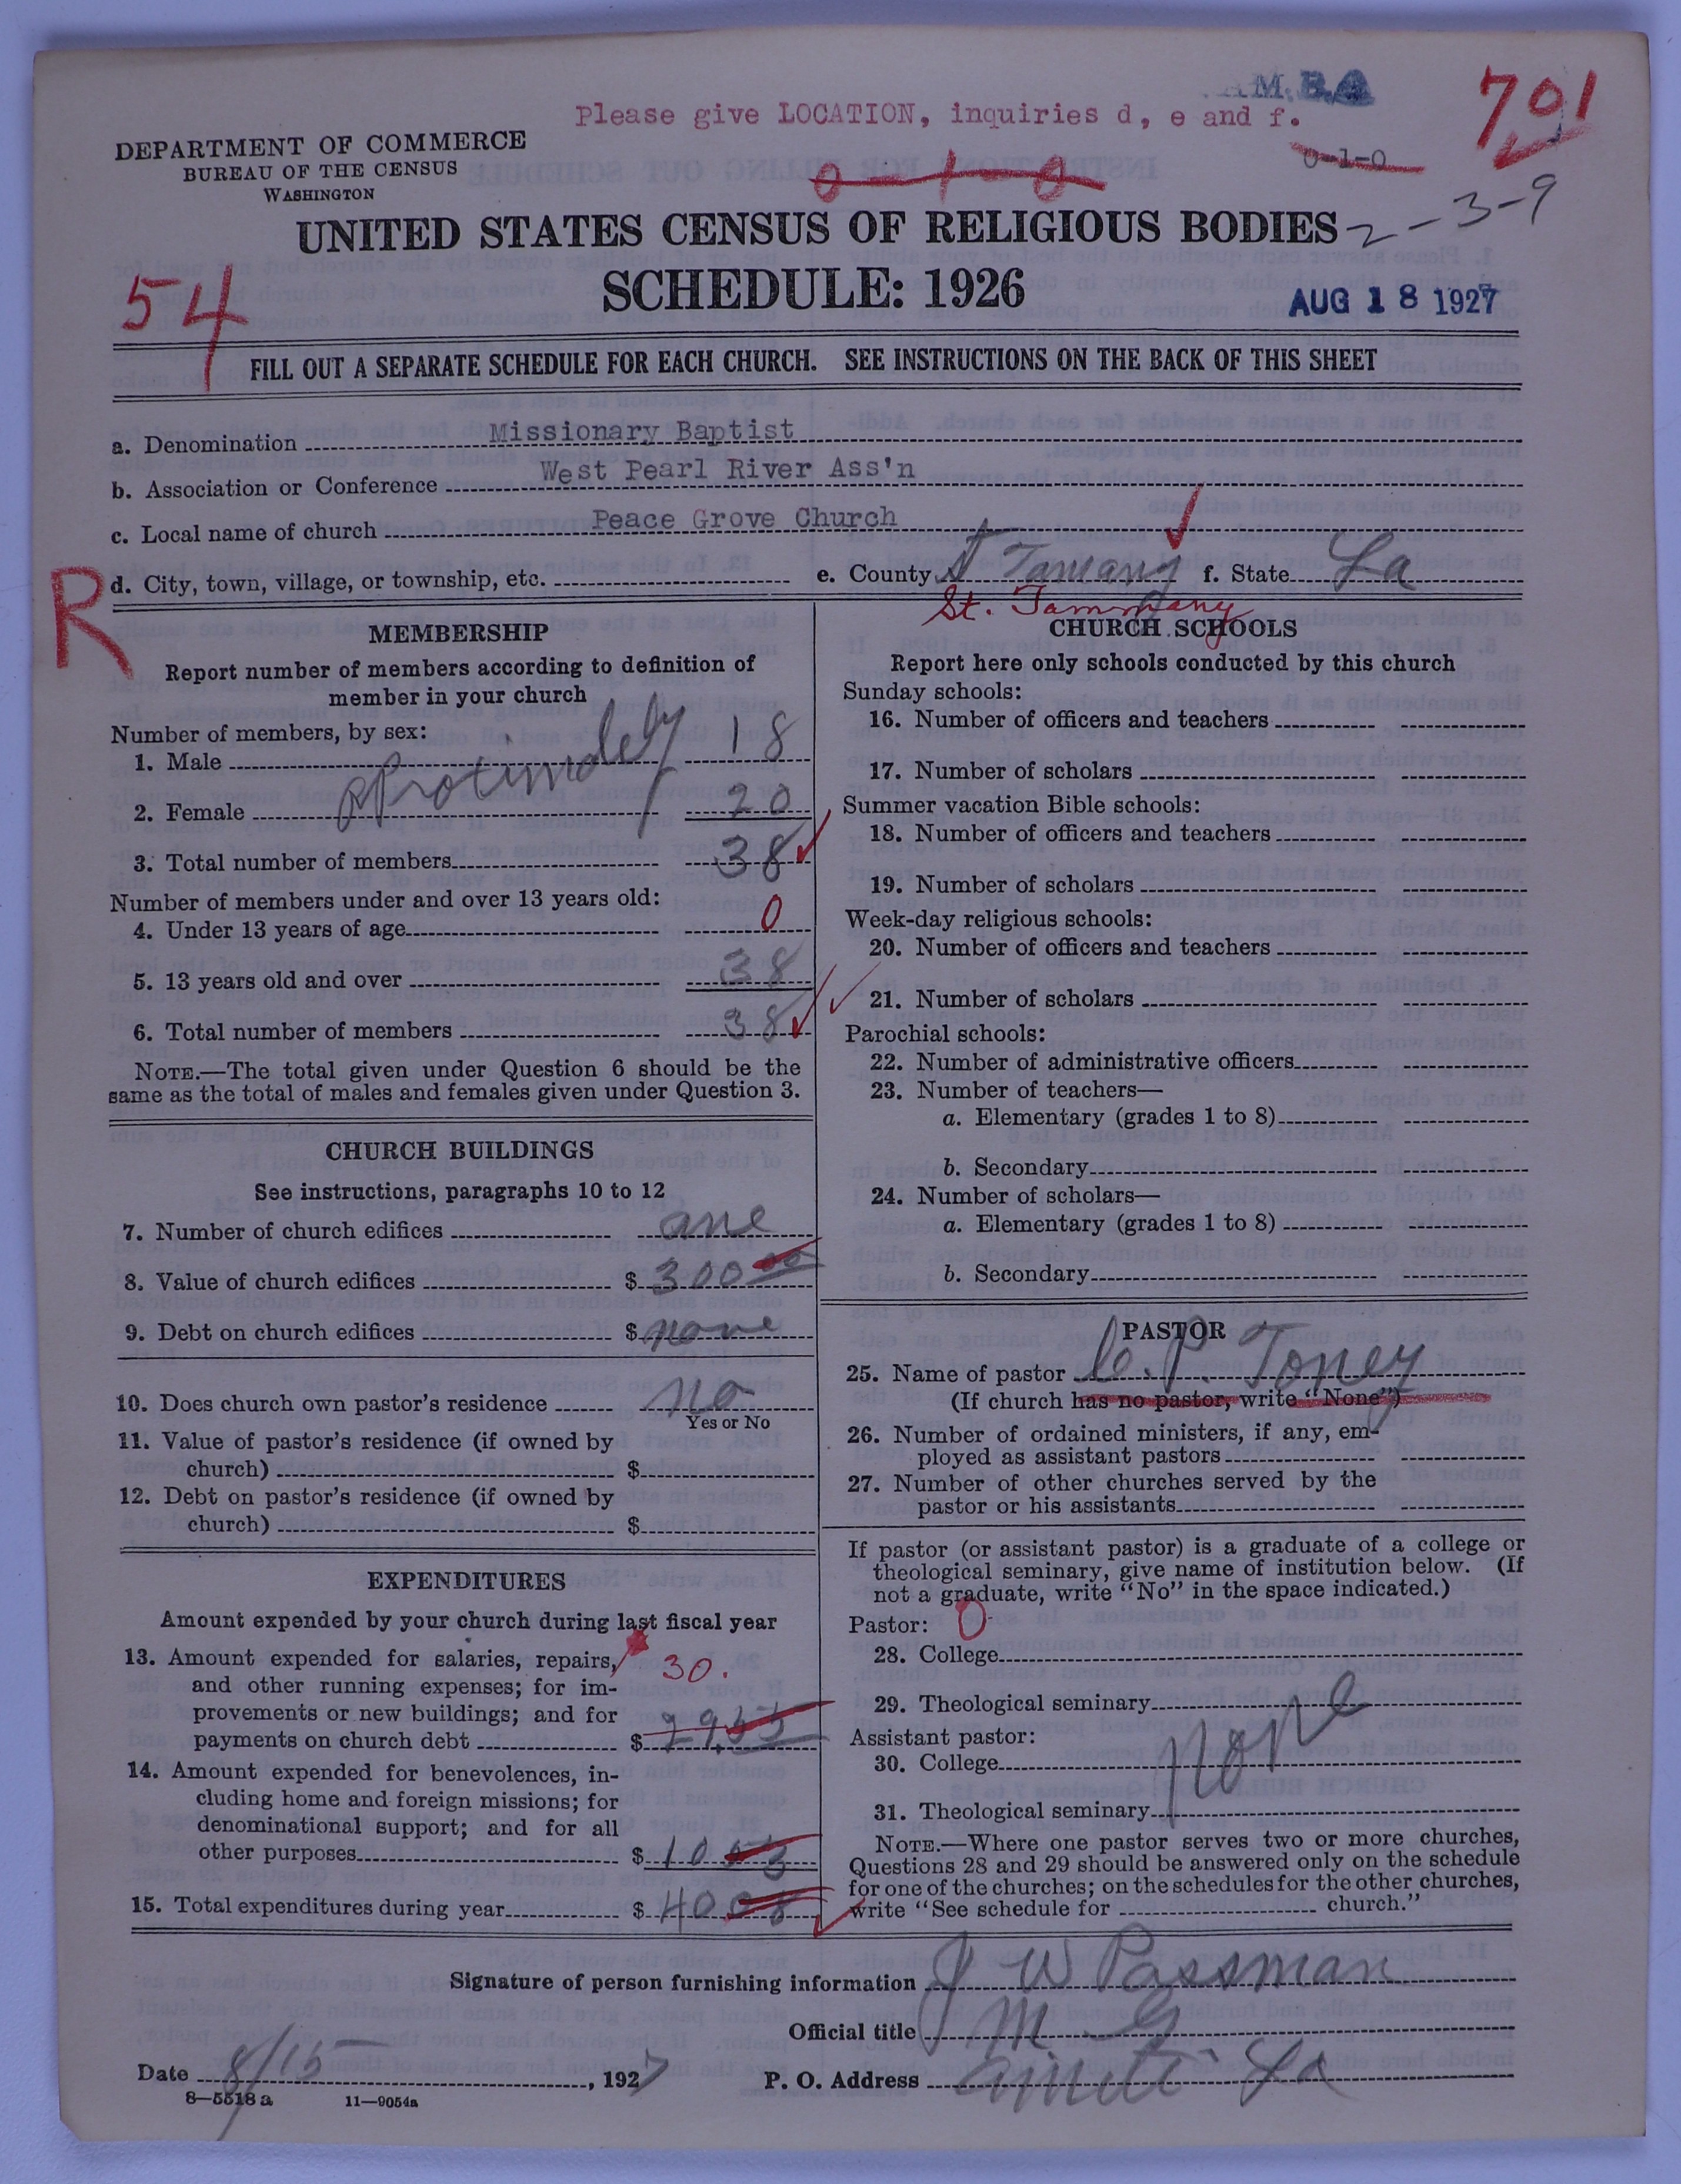 M.B.A
701
Please give LOCATION, inquiries d, e and f.
DEPARTMENT OF COMMERCE
BUREAU OF THE CENSUS
WASHINGTON
0-1-0
0-1-0
2-3-9
UNITED STATES CENSUS OF RELIGIOUS BODIES
SCHEDULE: 1926
54
AUG 18 1927
FILL OUT A SEPARATE SCHEDULE FOR EACH CHURCH. SEE INSTRUCTIONS ON THE BACK OF THIS SHEET
a. Denomination Missionary Baptist
b. Association or Conference West Pearl River Ass'n
c. Local name of church Peace Grove Church
d. City, town, village, or township, etc. e. County St Tamany f. State La
R
St. Tammany
MEMBERSHIP
Report number of members according to definition of
member in your church
Number of members, by sex:
1. Male 18
aproximately
2. Female 20
3. Total number of members 38
Number of members under and over 13 years old:
4. Under 13 years of age 0
5. 13 years old and over 38
6. Total number of members 38
NOTE.—The total given under Question 6 should be the
same as the total of males and females given under Question 3.
CHURCH BUILDINGS
See instructions, paragraphs 10 to 12
7. Number of church edifices one
8. Value of church edifices $ 300 00
9. Debt on church edifices $ none
10. Does church own pastor's residence no
Yes or No
11. Value of pastor's residence (if owned by
church) $
12. Debt on pastor's residence (if owned by
church) $
EXPENDITURES
Amount expended by your church during last fiscal year
13. Amount expended for salaries, repairs, 30.
and other running expenses; for im-
provements or new buildings; and for
payments on church debt $ 29.55
14. Amount expended for benevolences, in-
cluding home and foreign missions; for
denominational support; and for all
other purposes $ 10 53
15. Total expenditures during year $ 40 08
CHURCH SCHOOLS
Report here only schools conducted by this church
Sunday schools:
16. Number of officers and teachers
17. Number of scholars
Summer vacation Bible schools:
18. Number of officers and teachers
19. Number of scholars
Week-day religious schools:
20. Number of officers and teachers
21. Number of scholars
Parochial schools:
22. Number of administrative officers
23. Number of teachers—
a. Elementary (grades 1 to 8)
b. Secondary
24. Number of scholars—
a. Elementary (grades 1 to 8)
b. Secondary
PASTOR
25. Name of pastor C. P. Toney
(If church has no pastor, write "None")
26. Number of ordained ministers, if any, em-
ployed as assistant pastors
27. Number of other churches served by the
pastor or his assistants
If pastor (or assistant pastor) is a graduate of a college or
theological seminary, give name of institution below. (If
not a graduate, write "No" in the space indicated.)
Pastor: 0
28. College
29. Theological seminary
Assistant pastor: none
30. College
31. Theological seminary
NOTE.—Where one pastor serves two or more churches,
Questions 28 and 29 should be answered only on the schedule
for one of the churches; on the schedules for the other churches,
write "See schedule for church."
Signature of person furnishing information J W Passman
Official title M G
Date 8/15, 1927 P. O. Address Amite La
8—5518 a 11—9054a